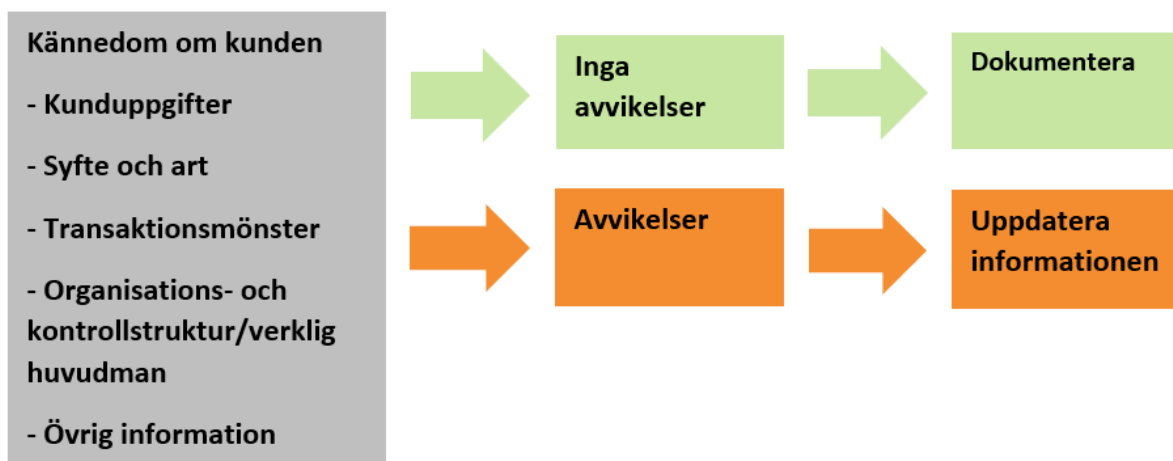 Kännedom om kunden
- Kunduppgifter
- Syfte och art
- Transaktionsmönster
- Organisations- och
kontrollstruktur/verklig
huvudman
- Övrig information
Inga
avvikelser
Dokumentera
Avvikelser
Uppdatera
informationen